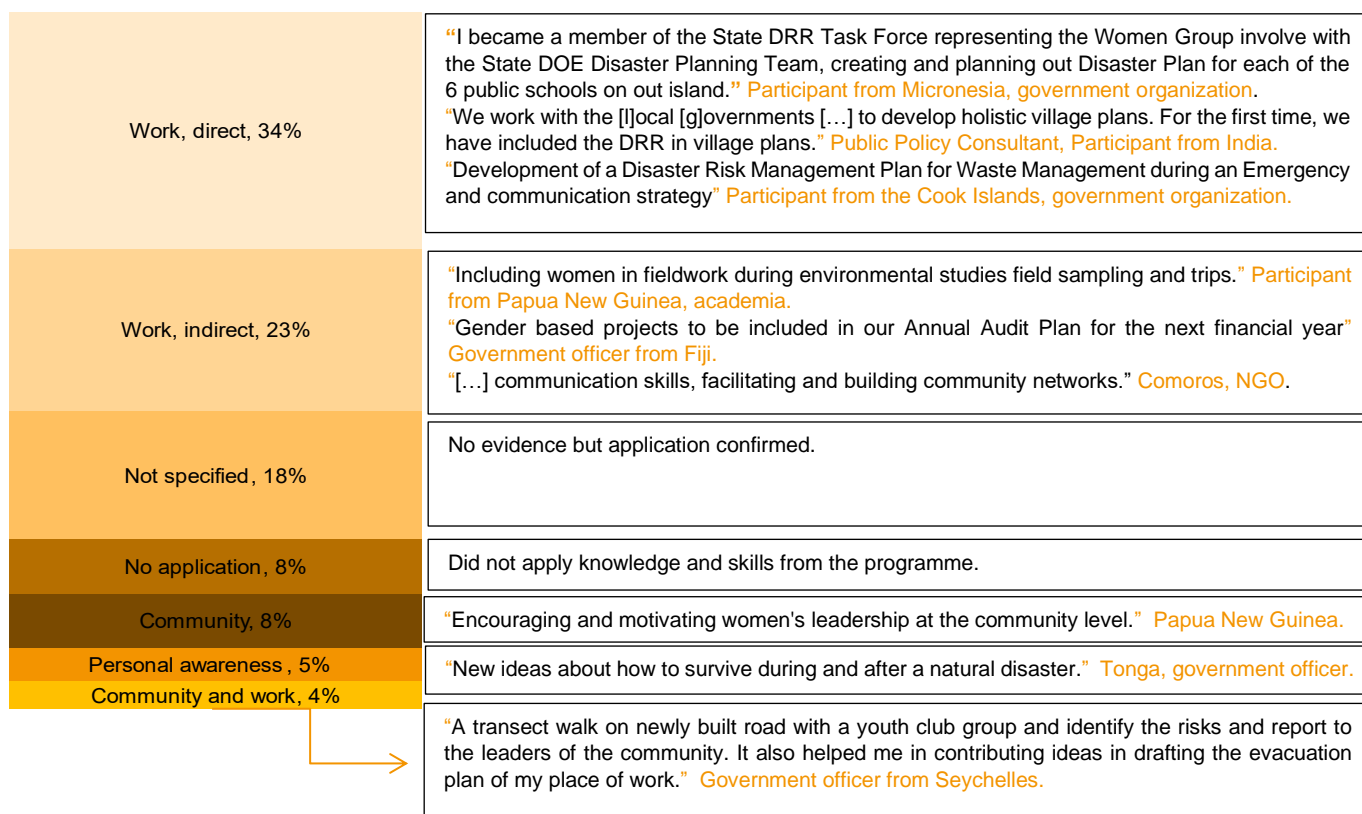 Work, direct, 34%
“I became a member of the State DRR Task Force representing the Women Group involve with
the State DOE Disaster Planning Team, creating and planning out Disaster Plan for each of the
6 public schools on out island.” Participant from Micronesia, government organization.
“We work with the [l]ocal [g]overnments […] to develop holistic village plans. For the first time, we
have included the DRR in village plans.” Public Policy Consultant, Participant from India.
“Development of a Disaster Risk Management Plan for Waste Management during an Emergency
and communication strategy” Participant from the Cook Islands, government organization.
Work, indirect, 23%
“Including women in fieldwork during environmental studies field sampling and trips.” Participant
from Papua New Guinea, academia.
“Gender based projects to be included in our Annual Audit Plan for the next financial year”
Government officer from Fiji.
“[…] communication skills, facilitating and building community networks.” Comoros, NGO.
Not specified , 18%
No evidence but application confirmed.
No application, 8%
Did not apply knowledge and skills from the programme.
Community, 8%
“Encouraging and motivating women's leadership at the community level.” Papua New Guinea.
Personal awareness , 5%
“New ideas about how to survive during and after a natural disaster.” Tonga, government officer.
Community and work, 4%
“A transect walk on newly built road with a youth club group and identify the risks and report to
the leaders of the community. It also helped me in contributing ideas in drafting the evacuation
plan of my place of work.” Government officer from Seychelles.